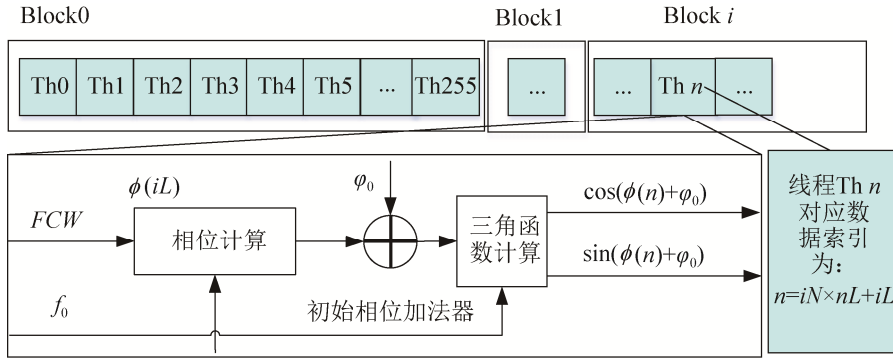 Block0
Block1
Block i
Th0 Th1 Th2 Th3 Th4 Th5 ... Th255
...
... Th n ...
ϕ(iL)
φ₀
FCW
相位计算
三角函
数计算
cos(ϕ(n)+φ₀)
sin(ϕ(n)+φ₀)
f₀
初始相位加法器
线程Th n
对应数
据索引
为：
n=iN×nL+iL